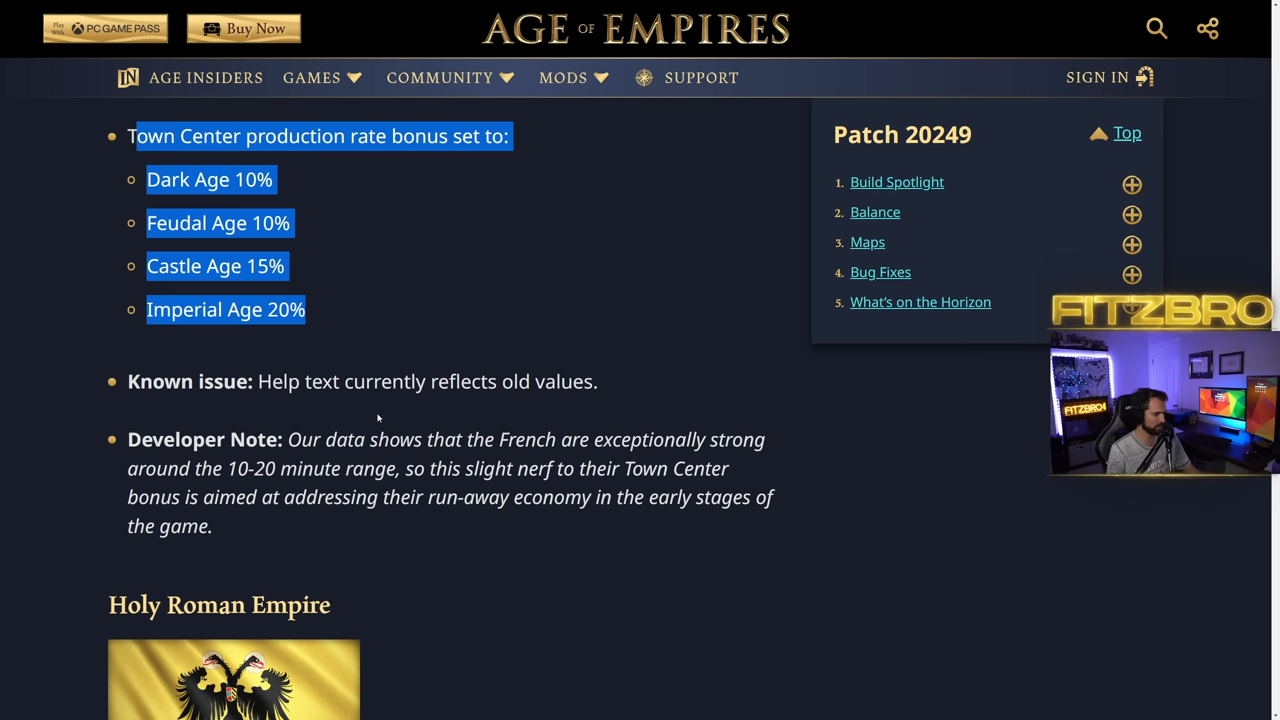 Play With PC GAME PASS
Buy Now
AGE OF EMPIRES
IN AGE INSIDERS
GAMES
COMMUNITY
MODS
SUPPORT
SIGN IN
Town Center production rate bonus set to:
Dark Age 10%
Feudal Age 10%
Castle Age 15%
Imperial Age 20%
Known issue: Help text currently reflects old values.
Developer Note: Our data shows that the French are exceptionally strong
around the 10-20 minute range, so this slight nerf to their Town Center
bonus is aimed at addressing their run-away economy in the early stages of
the game.
Holy Roman Empire
Patch 20249
Top
1. Build Spotlight
2. Balance
3. Maps
4. Bug Fixes
5. What's on the Horizon
FITZBRO
FITZBRO